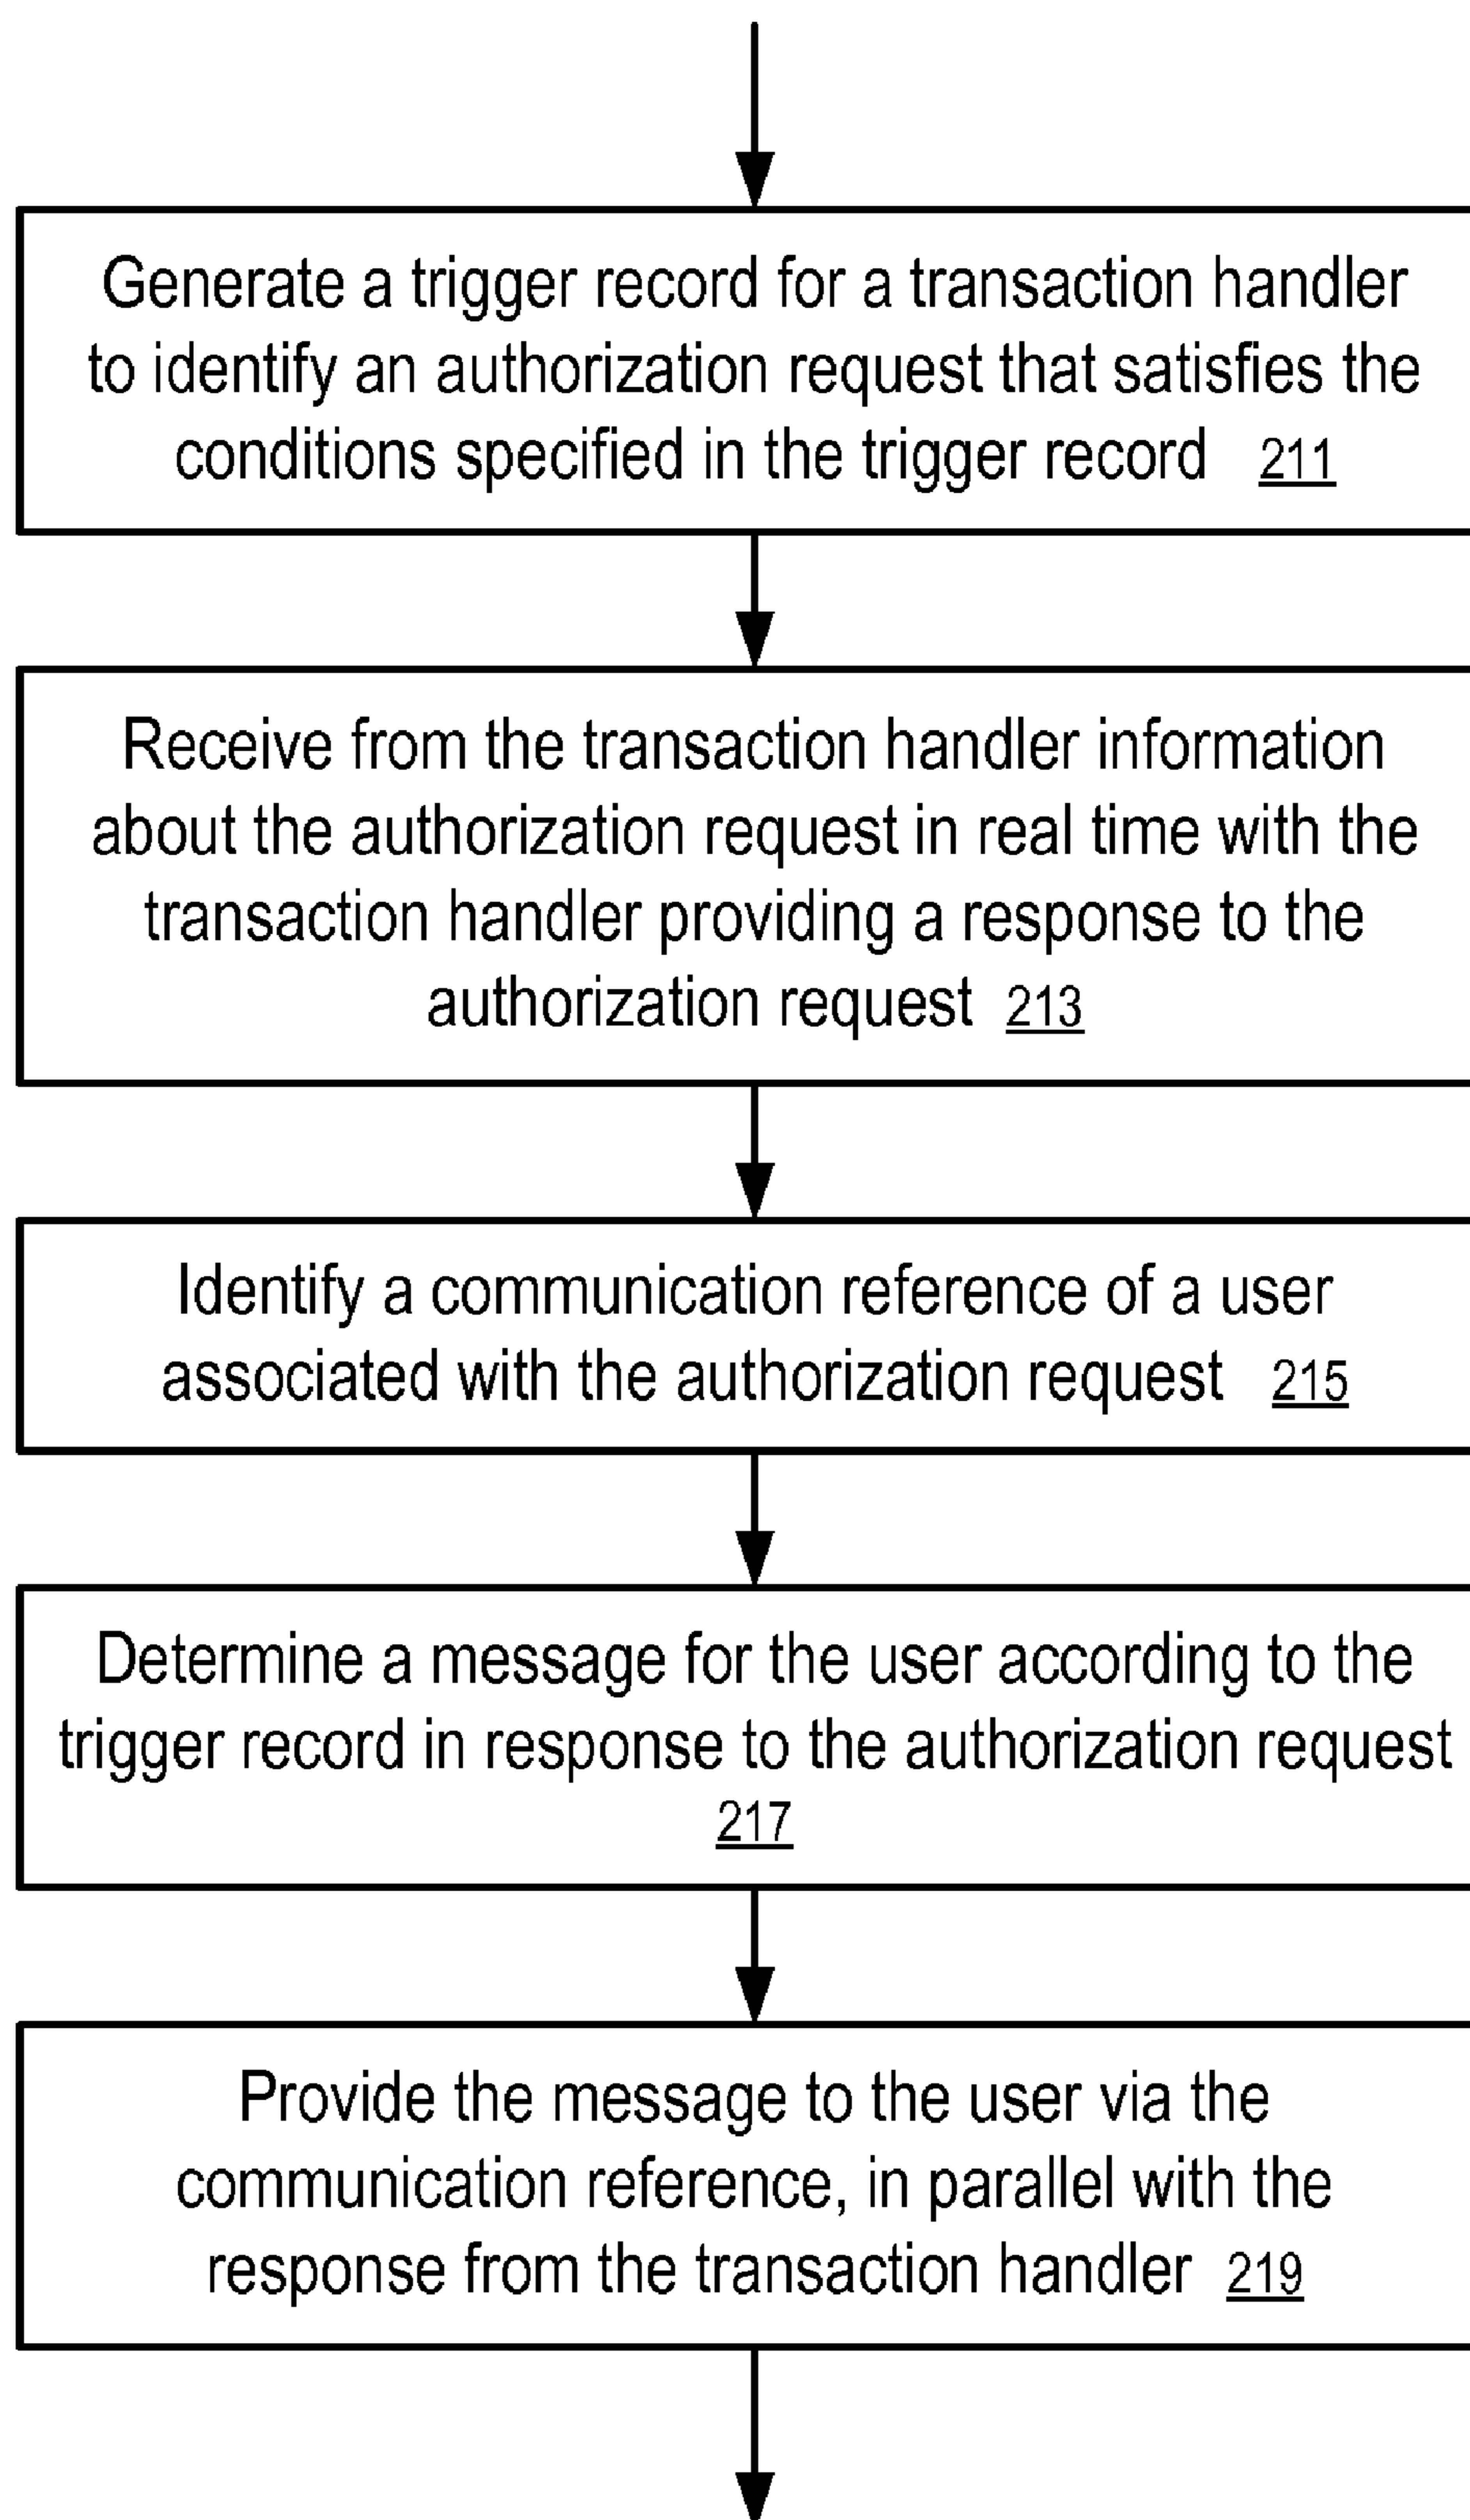 Generate a trigger record for a transaction handler
to identify an authorization request that satisfies the
conditions specified in the trigger record 211
Receive from the transaction handler information
about the authorization request in real time with the
transaction handler providing a response to the
authorization request 213
Identify a communication reference of a user
associated with the authorization request 215
Determine a message for the user according to the
trigger record in response to the authorization request
217
Provide the message to the user via the
communication reference, in parallel with the
response from the transaction handler 219